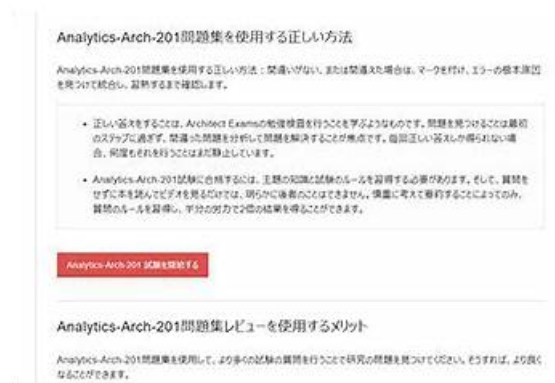 Analytics-Arch-201問題集を使用する正しい方法
Analytics-Arch-201問題集を使用する正しい方法：間違いがない、または間違えた場合は、マークを付け、エラーの根本原因
を見つけて統合し、習熟するまで確認します。
正しい答えをすることは、Architect Examsの勉強検査を行うことを学ぶようなものです。問題を見つけることは最初
のステップに過ぎず、間違った問題を分析して問題を解決することが焦点です。毎回正しい答えしか得られない場
合、何度もそれを行うことはまだ静止しています。
Analytics-Arch-201試験に合格するには、主題の知識と試験のルールを習得する必要があります。そして、質問を
せずに本を読んでビデオを見るだけでは、明らかに後者のことはできません。慎重に考えて要約することによってのみ、
質問のルールを習得し、半分の労力で2倍の結果を得ることができます。
Analytics-Arch-201 試験を開始する
Analytics-Arch-201問題集レビューを使用するメリット
Analytics-Arch-201問題集を使用して、より多くの試験の質問を行うことで研究の問題を見つけてください。そうすれば、より良く
なることができます。